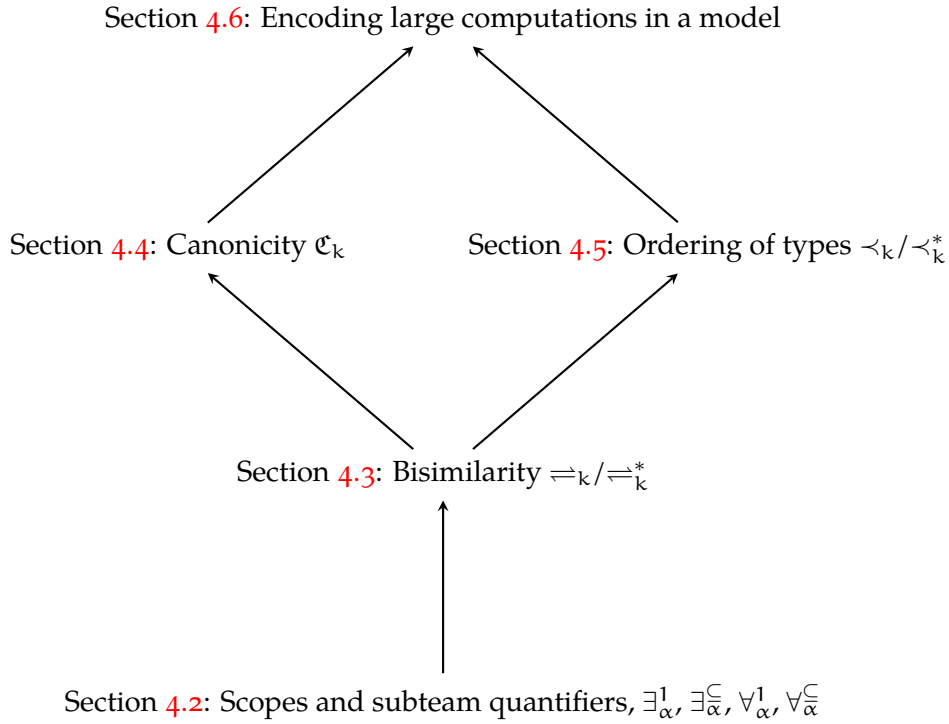 Section 4.6: Encoding large computations in a model
Section 4.4: Canonicity ℭₖ
Section 4.5: Ordering of types ≺ₖ/≺*ₖ
Section 4.3: Bisimilarity ⇌ₖ/⇌*ₖ
Section 4.2: Scopes and subteam quantifiers, ∃¹_α, ∃^⊆_α, ∀¹_α, ∀^⊆_α